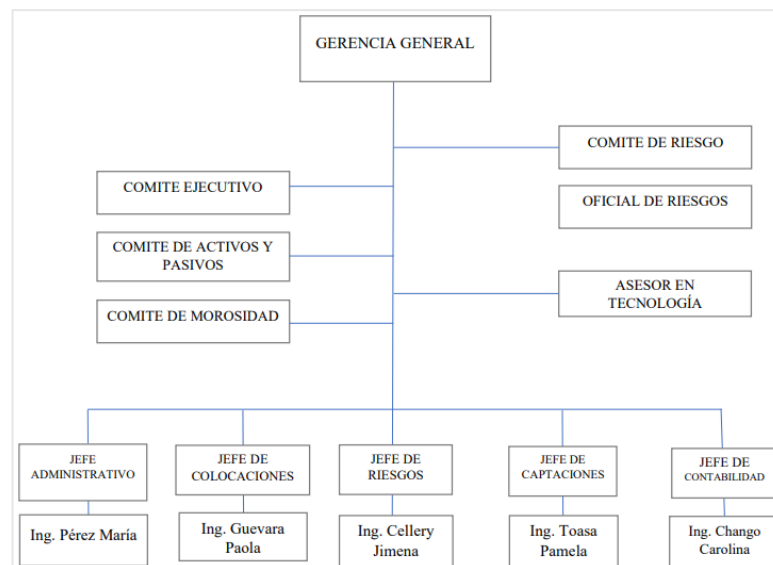 GERENCIA GENERAL
COMITE DE RIESGO
COMITE EJECUTIVO
OFICIAL DE RIESGOS
COMITE DE ACTIVOS Y
PASIVOS
ASESOR EN
TECNOLOGÍA
COMITE DE MOROSIDAD
JEFE
ADMINISTRATIVO
JEFE DE
COLOCACIONES
JEFE DE
RIESGOS
JEFE DE
CAPTACIONES
JEFE DE
CONTABILIDAD
Ing. Pérez María
Ing. Guevara
Paola
Ing. Cellery
Jimena
Ing. Toasa
Pamela
Ing. Chango
Carolina